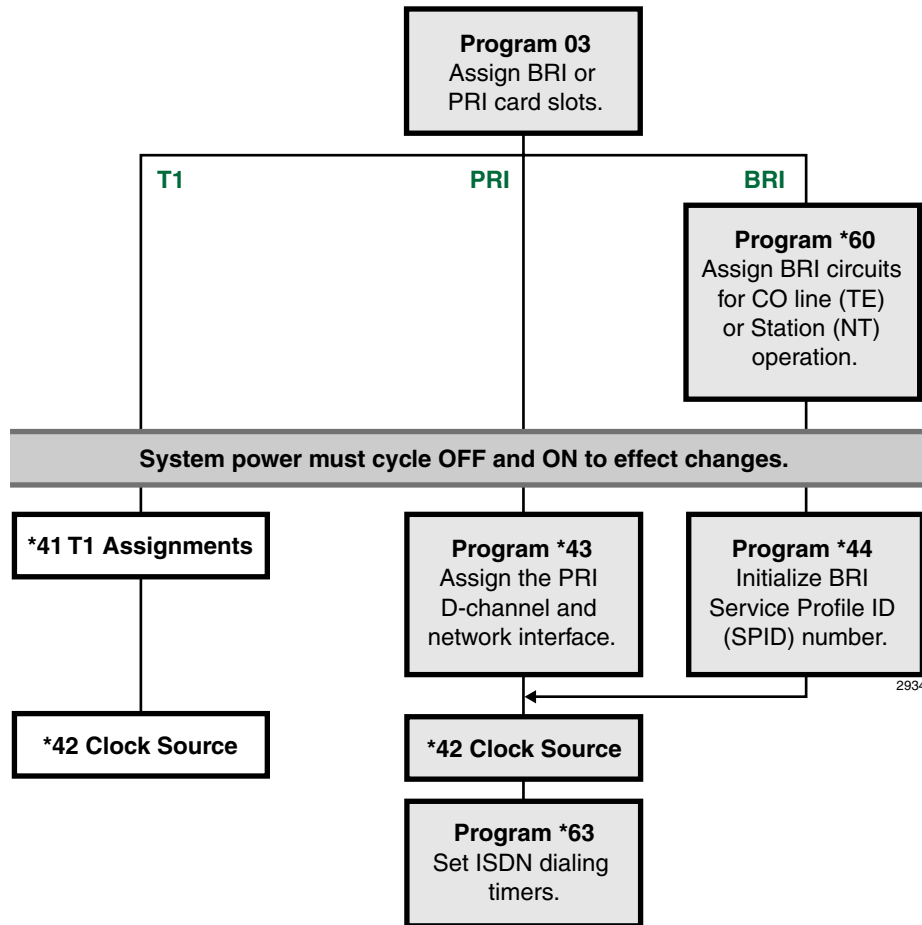 Program 03
Assign BRI or
PRI card slots.
T1
PRI
BRI
Program *60
Assign BRI circuits
for CO line (TE)
or Station (NT)
operation.
System power must cycle OFF and ON to effect changes.
*41 T1 Assignments
Program *43
Assign the PRI
D-channel and
network interface.
Program *44
Initialize BRI
Service Profile ID
(SPID) number.
2934
*42 Clock Source
*42 Clock Source
Program *63
Set ISDN dialing
timers.